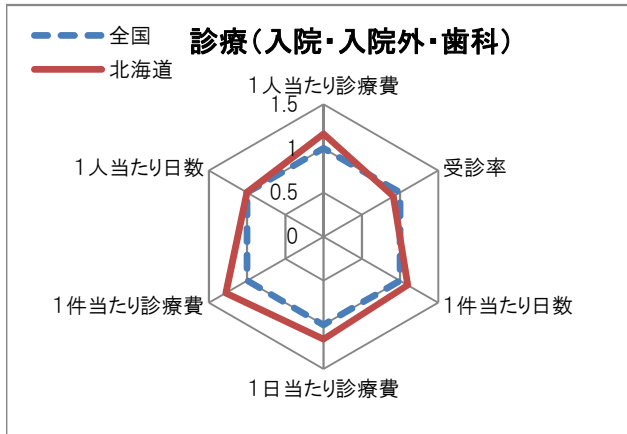 全国
北海道
診療(入院・入院外・歯科)
1人当たり診療費
受診率
1件当たり日数
1日当たり診療費
1件当たり診療費
1人当たり日数
1.5
1
0.5
0